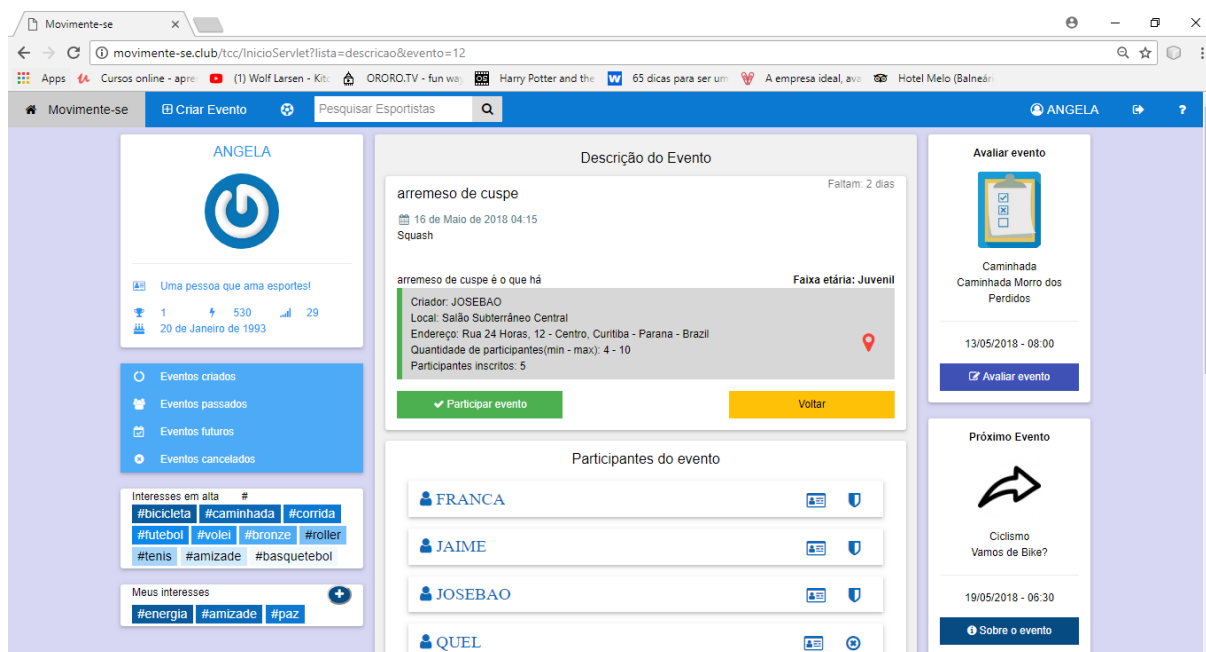 Movimente-se
movimente-se.club/tcc/InicioServlet?lista=descricao&evento=12
Apps Cursos online - apre (1) Wolf Larsen - Kitc ORORO.TV - fun way Harry Potter and the 65 dicas para ser um A empresa ideal, ava Hotel Melo (Balneári
Movimente-se Criar Evento Pesquisar Esportistas ANGELA ?
ANGELA
Uma pessoa que ama esportes!
1 530 29
20 de Janeiro de 1993
Eventos criados
Eventos passados
Eventos futuros
Eventos cancelados
Interesses em alta #
#bicicleta #caminhada #corrida
#futebol #volei #bronze #roller
#tenis #amizade #basquetebol
Meus interesses
#energia #amizade #paz
Descrição do Evento
Faltam: 2 dias
arremeso de cuspe
16 de Maio de 2018 04:15
Squash
arremeso de cuspe é o que há Faixa etária: Juvenil
Criador: JOSEBAO
Local: Salão Subterrâneo Central
Endereço: Rua 24 Horas, 12 - Centro, Curitiba - Parana - Brazil
Quantidade de participantes(min - max): 4 - 10
Participantes inscritos: 5
Participar evento Voltar
Participantes do evento
FRANCA
JAIME
JOSEBAO
QUEL
Avaliar evento
Caminhada
Caminhada Morro dos
Perdidos
13/05/2018 - 08:00
Avaliar evento
Próximo Evento
Ciclismo
Vamos de Bike?
19/05/2018 - 06:30
Sobre o evento